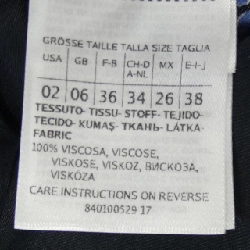 GRÖSSE TAILLE TALLA SIZE TAGLIA
USA GB F-B CH-D A-NL MX E-I-J
02 06 36 34 26 38
TESSUTO- TISSU- STOFF- TEJIDO-
TECIDO- KUMAŞ- ТКАНЬ- LÁTKA-
FABRIC
100% VISCOSA, VISCOSE,
VISKOSE, VISKOZ, ВИСКОЗА,
VISKÓZA
CARE INSTRUCTIONS ON REVERSE
840100529 17